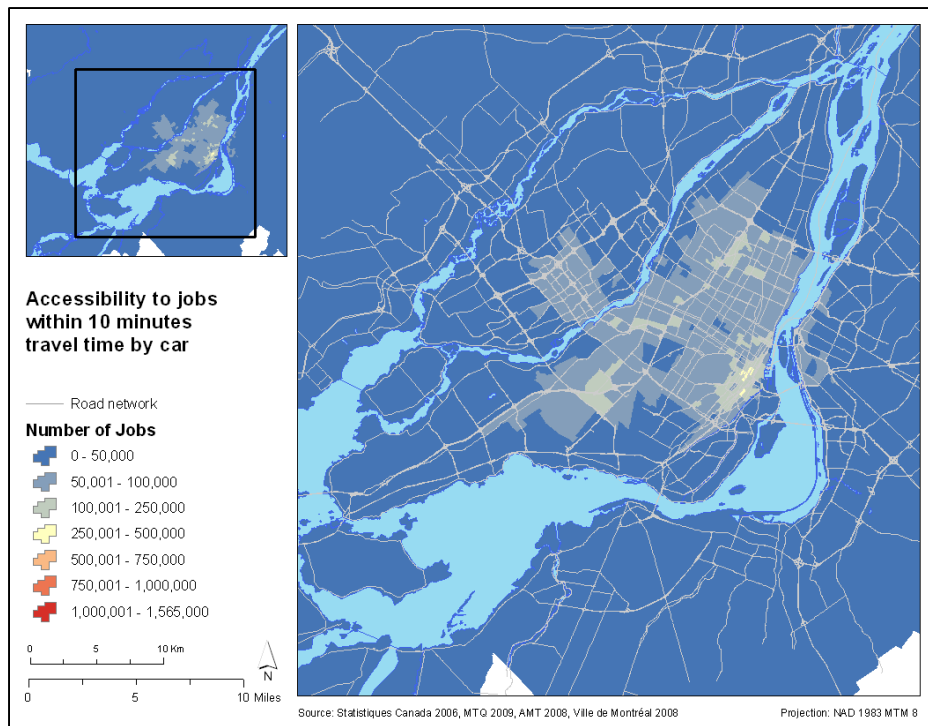 Accessibility to jobs
within 10 minutes
travel time by car
Road network
Number of Jobs
0 - 50,000
50,001 - 100,000
100,001 - 250,000
250,001 - 500,000
500,001 - 750,000
750,001 - 1,000,000
1,000,001 - 1,565,000
0 5 10 Km
N
0 5 10 Miles
Source: Statistiques Canada 2006, MTQ 2009, AMT 2008, Ville de Montréal 2008
Projection: NAD 1983 MTM 8